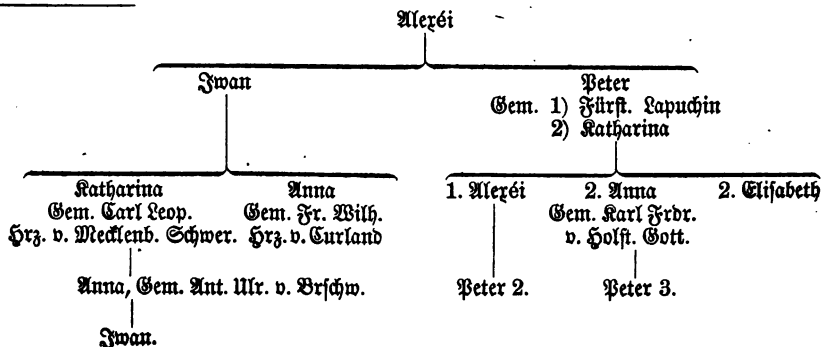 Alexéi
Iwan Peter
Gem. 1) Fürst. Lapuchin
2) Katharina
Katharina Anna 1. Alexéi 2. Anna 2. Elisabeth
Gem. Carl Leop. Gem. Fr. Wilh. Gem. Karl Frdr.
Hrz. v. Mecklenb. Schwer. Hrz. v. Curland v. Holst. Gott.
Anna, Gem. Ant. Ulr. v. Brschw. Peter 2. Peter 3.
Iwan.